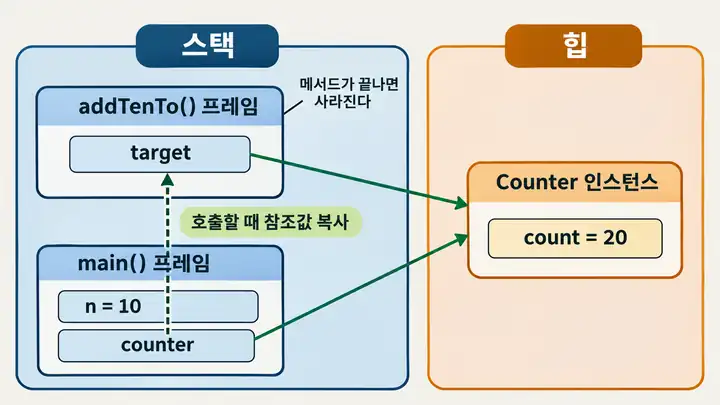 스택
메서드가 끝나면
사라진다
addTenTo() 프레임
target
호출할 때 참조값 복사
main() 프레임
n = 10
counter
힙
Counter 인스턴스
count = 20